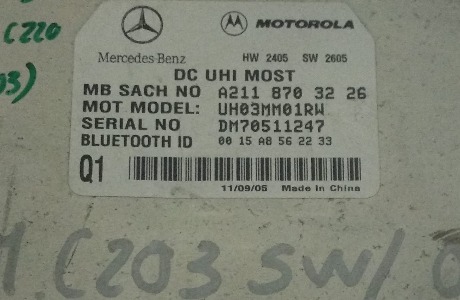 C220
03)
MOTOROLA
Mercedes-Benz HW 2405 SW 2605
DC UHI MOST
MB SACH NO A211 870 32 26
MOT MODEL: UH03MM01RW
SERIAL NO DM70511247
BLUETOOTH ID 00 15 A8 56 22 33
Q1
11/09/05 Made in China
C203 SW/